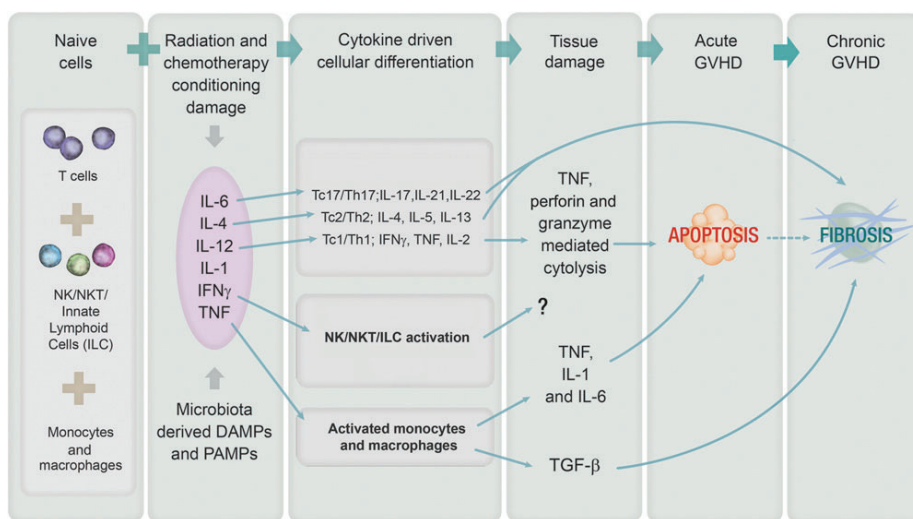 Naive
cells
Radiation and
chemotherapy
conditioning
damage
Cytokine driven
cellular differentiation
Tissue
damage
Acute
GVHD
Chronic
GVHD
T cells
NK/NKT/
Innate
Lymphoid
Cells (ILC)
Monocytes
and
macrophages
IL-6
IL-4
IL-12
IL-1
IFNγ
TNF
Microbiota
derived DAMPs
and PAMPs
Tc17/Th17;IL-17,IL-21,IL-22
Tc2/Th2; IL-4, IL-5, IL-13
Tc1/Th1; IFNγ, TNF, IL-2
NK/NKT/ILC activation
Activated monocytes
and macrophages
TNF,
perforin and
granzyme
mediated
cytolysis
?
TNF,
IL-1
and IL-6
TGF-β
APOPTOSIS
FIBROSIS